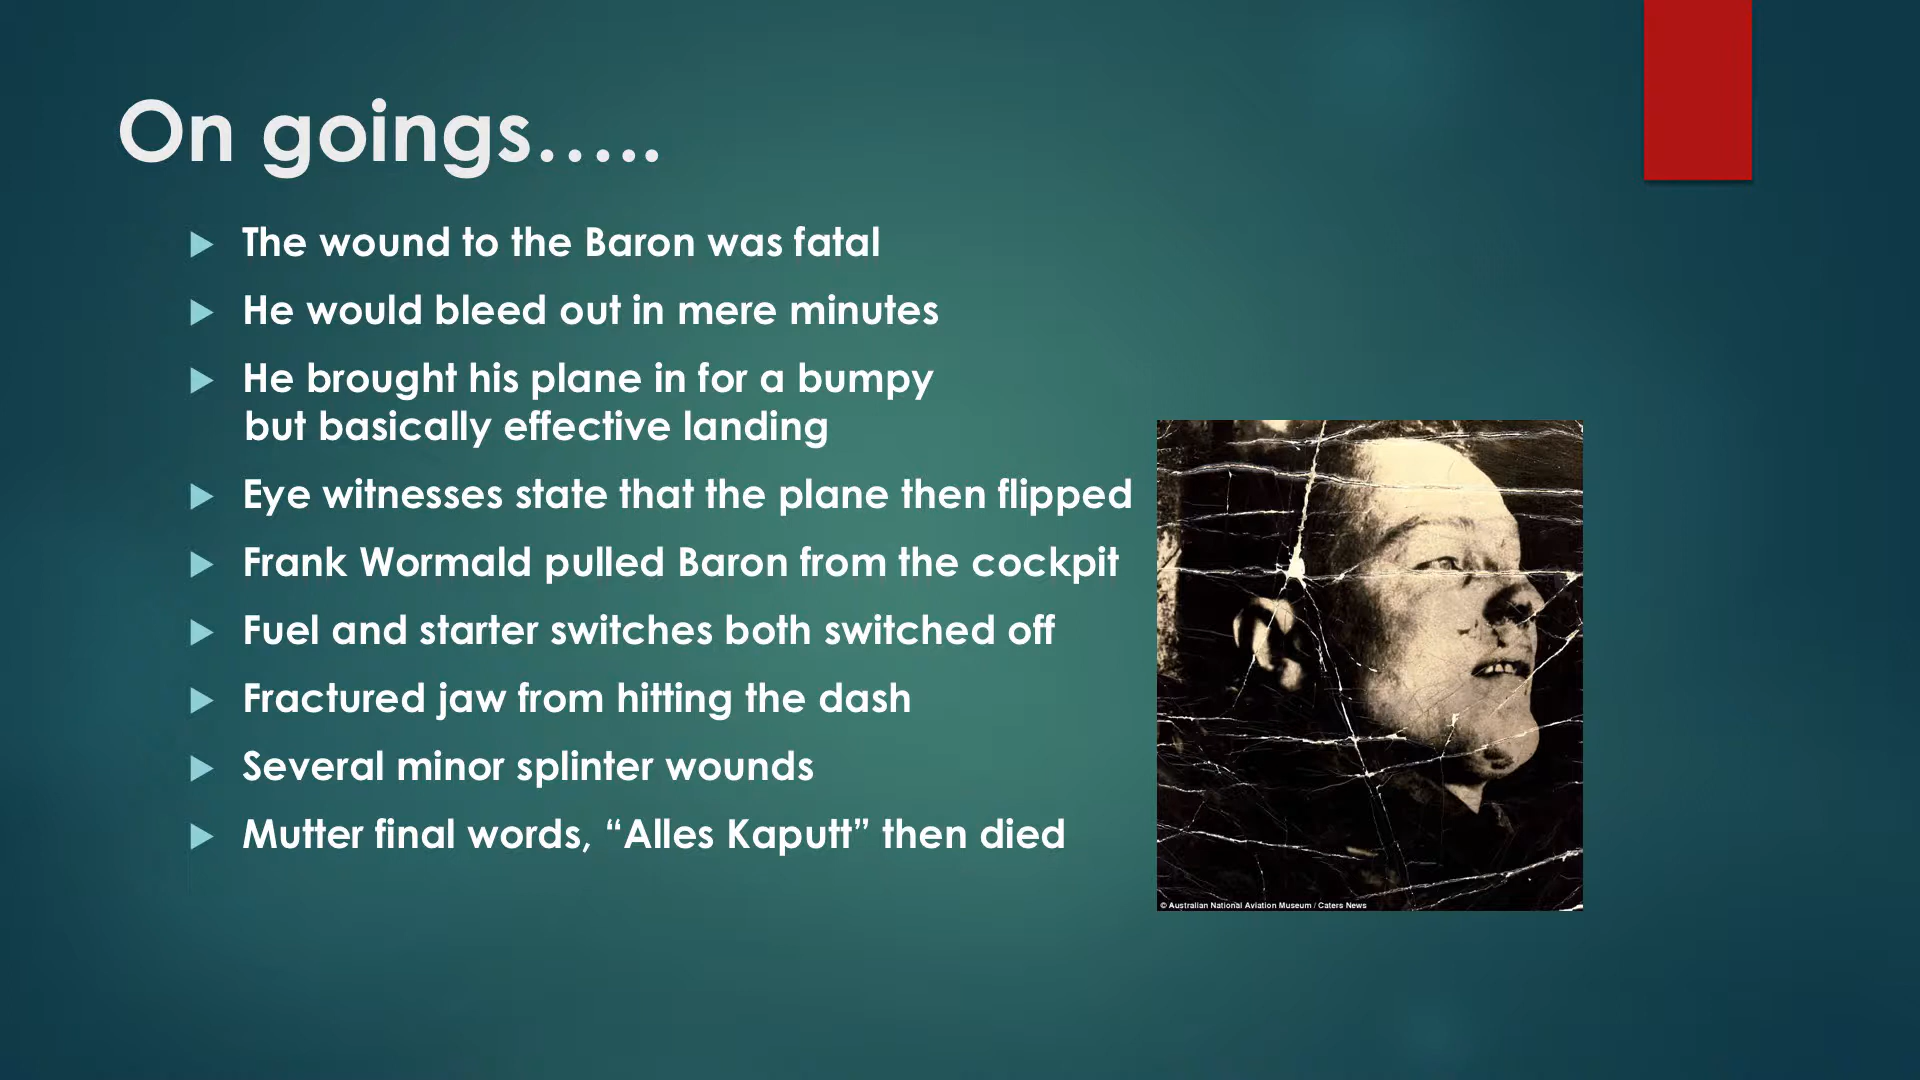 On goings…..
The wound to the Baron was fatal
He would bleed out in mere minutes
He brought his plane in for a bumpy
but basically effective landing
Eye witnesses state that the plane then flipped
Frank Wormald pulled Baron from the cockpit
Fuel and starter switches both switched off
Fractured jaw from hitting the dash
Several minor splinter wounds
Mutter final words, “Alles Kaputt” then died
© Australian National Aviation Museum / Caters News